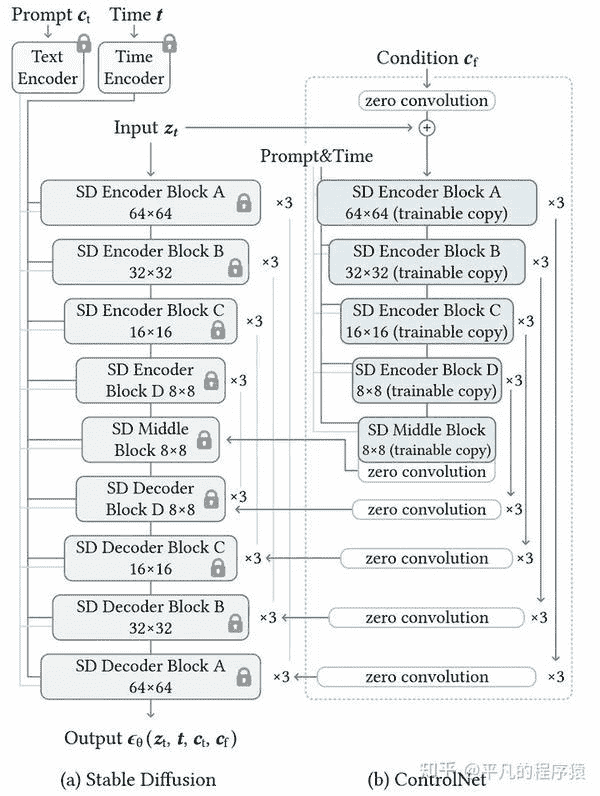 Prompt cₜ
Time t
Text
Encoder
Time
Encoder
Input zₜ
SD Encoder Block A
64×64
×3
SD Encoder Block B
32×32
×3
SD Encoder Block C
16×16
×3
SD Encoder
Block D 8×8
×3
SD Middle
Block 8×8
SD Decoder
Block D 8×8
×3
SD Decoder Block C
16×16
×3
SD Decoder Block B
32×32
×3
SD Decoder Block A
64×64
×3
Output ϵθ(zₜ, t, cₜ, c_f)
(a) Stable Diffusion
Condition c_f
zero convolution
+
Prompt&Time
SD Encoder Block A
64×64 (trainable copy)
×3
SD Encoder Block B
32×32 (trainable copy)
×3
SD Encoder Block C
16×16 (trainable copy)
×3
SD Encoder Block D
8×8 (trainable copy)
×3
SD Middle Block
8×8 (trainable copy)
zero convolution
zero convolution
×3
zero convolution
×3
zero convolution
×3
zero convolution
×3
(b) ControlNet
知乎 @平凡的程序猿